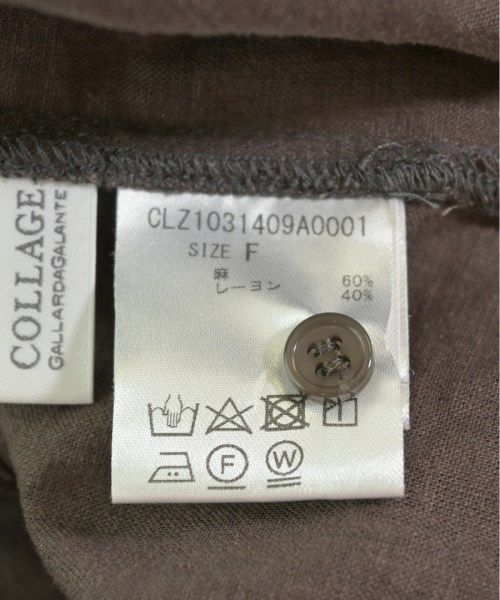 COLLAGE
GALLARDAGALANTE
CLZ1031409A0001
SIZE F
麻 60%
レーヨン 40%
F W